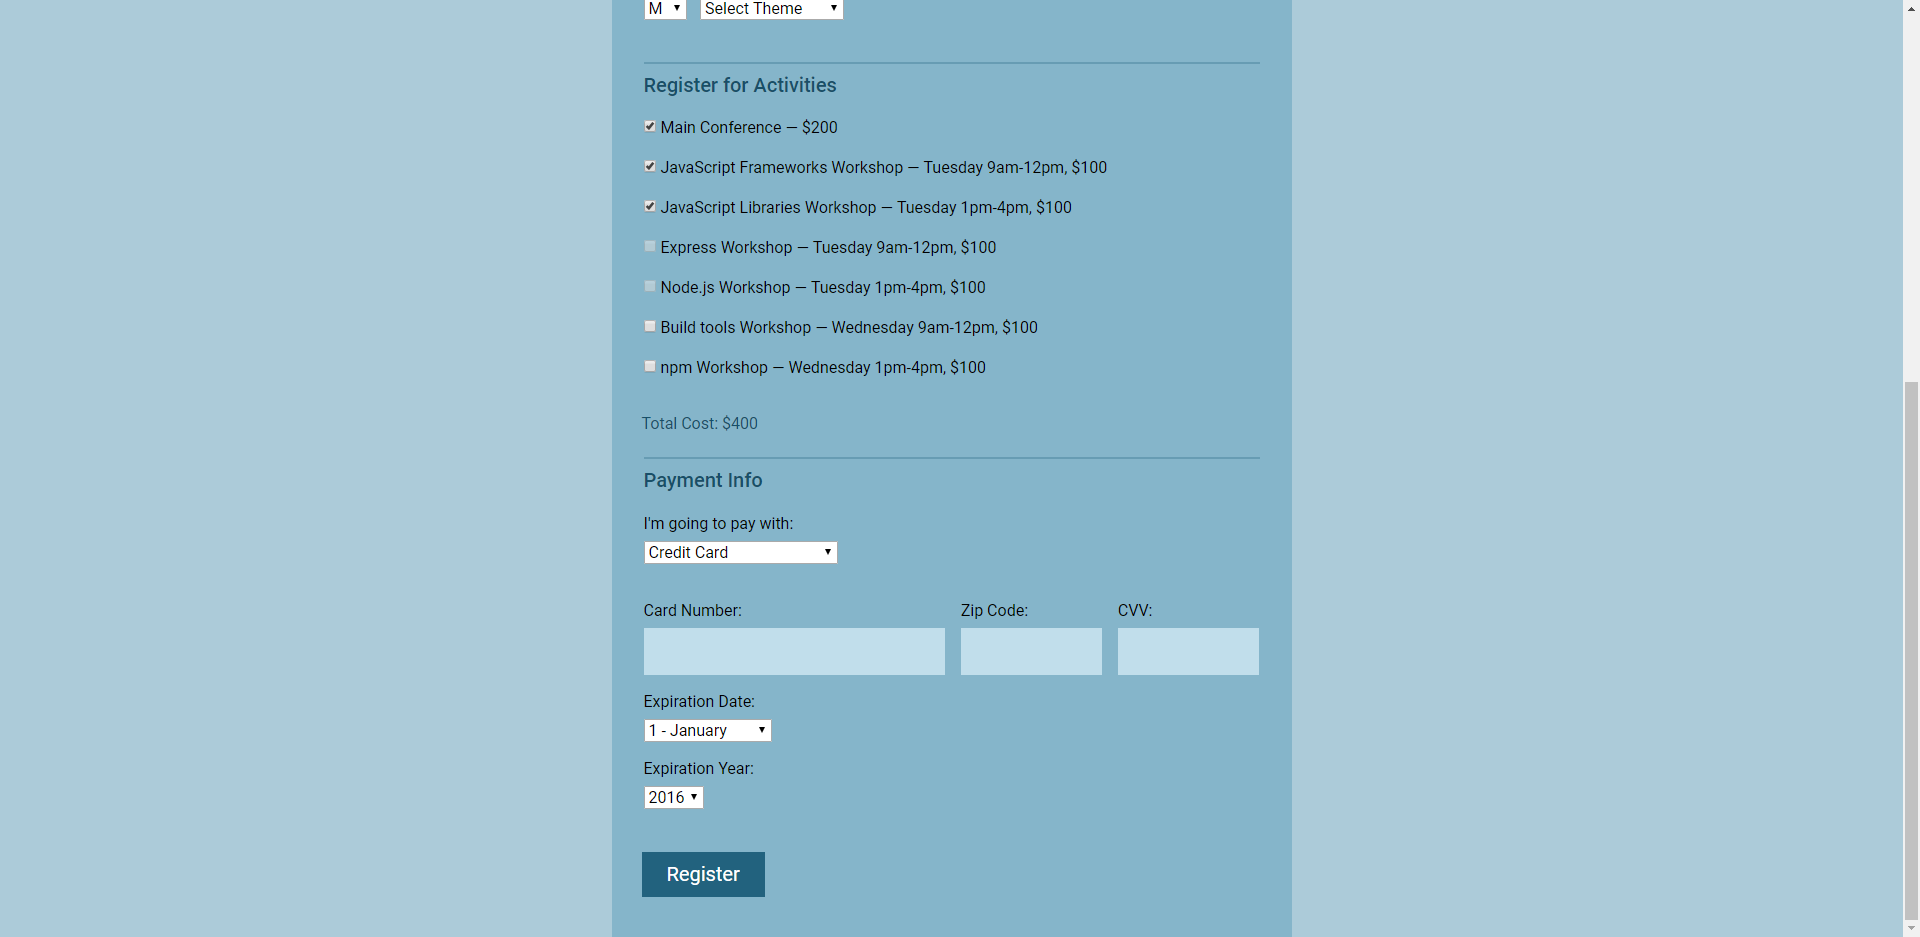 M Select Theme
Register for Activities
Main Conference — $200
JavaScript Frameworks Workshop — Tuesday 9am-12pm, $100
JavaScript Libraries Workshop — Tuesday 1pm-4pm, $100
Express Workshop — Tuesday 9am-12pm, $100
Node.js Workshop — Tuesday 1pm-4pm, $100
Build tools Workshop — Wednesday 9am-12pm, $100
npm Workshop — Wednesday 1pm-4pm, $100
Total Cost: $400
Payment Info
I'm going to pay with:
Credit Card
Card Number: Zip Code: CVV:
Expiration Date:
1 - January
Expiration Year:
2016
Register